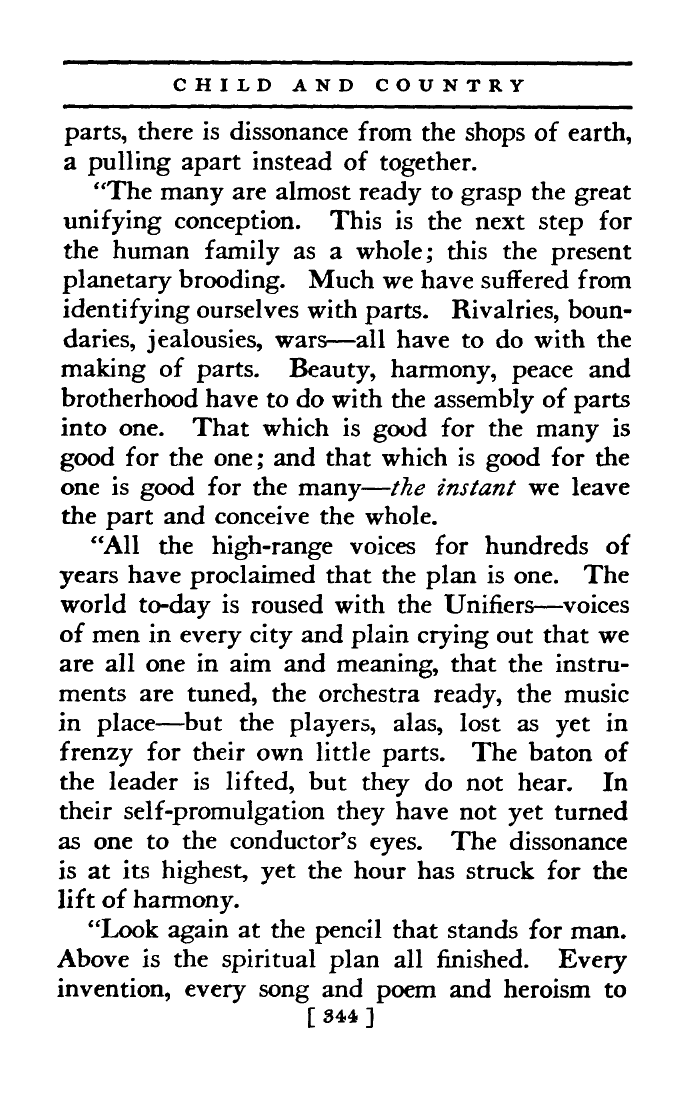 CHILD AND COUNTRY
parts, there is dissonance from the shops of earth,
a pulling apart instead of together.
“The many are almost ready to grasp the great
unifying conception. This is the next step for
the human family as a whole; this the present
planetary brooding. Much we have suffered from
identifying ourselves with parts. Rivalries, boun-
daries, jealousies, wars—all have to do with the
making of parts. Beauty, harmony, peace and
brotherhood have to do with the assembly of parts
into one. That which is good for the many is
good for the one; and that which is good for the
one is good for the many—the instant we leave
the part and conceive the whole.
“All the high-range voices for hundreds of
years have proclaimed that the plan is one. The
world to-day is roused with the Unifiers—voices
of men in every city and plain crying out that we
are all one in aim and meaning, that the instru-
ments are tuned, the orchestra ready, the music
in place—but the players, alas, lost as yet in
frenzy for their own little parts. The baton of
the leader is lifted, but they do not hear. In
their self-promulgation they have not yet turned
as one to the conductor’s eyes. The dissonance
is at its highest, yet the hour has struck for the
lift of harmony.
“Look again at the pencil that stands for man.
Above is the spiritual plan all finished. Every
invention, every song and poem and heroism to
[ 344 ]